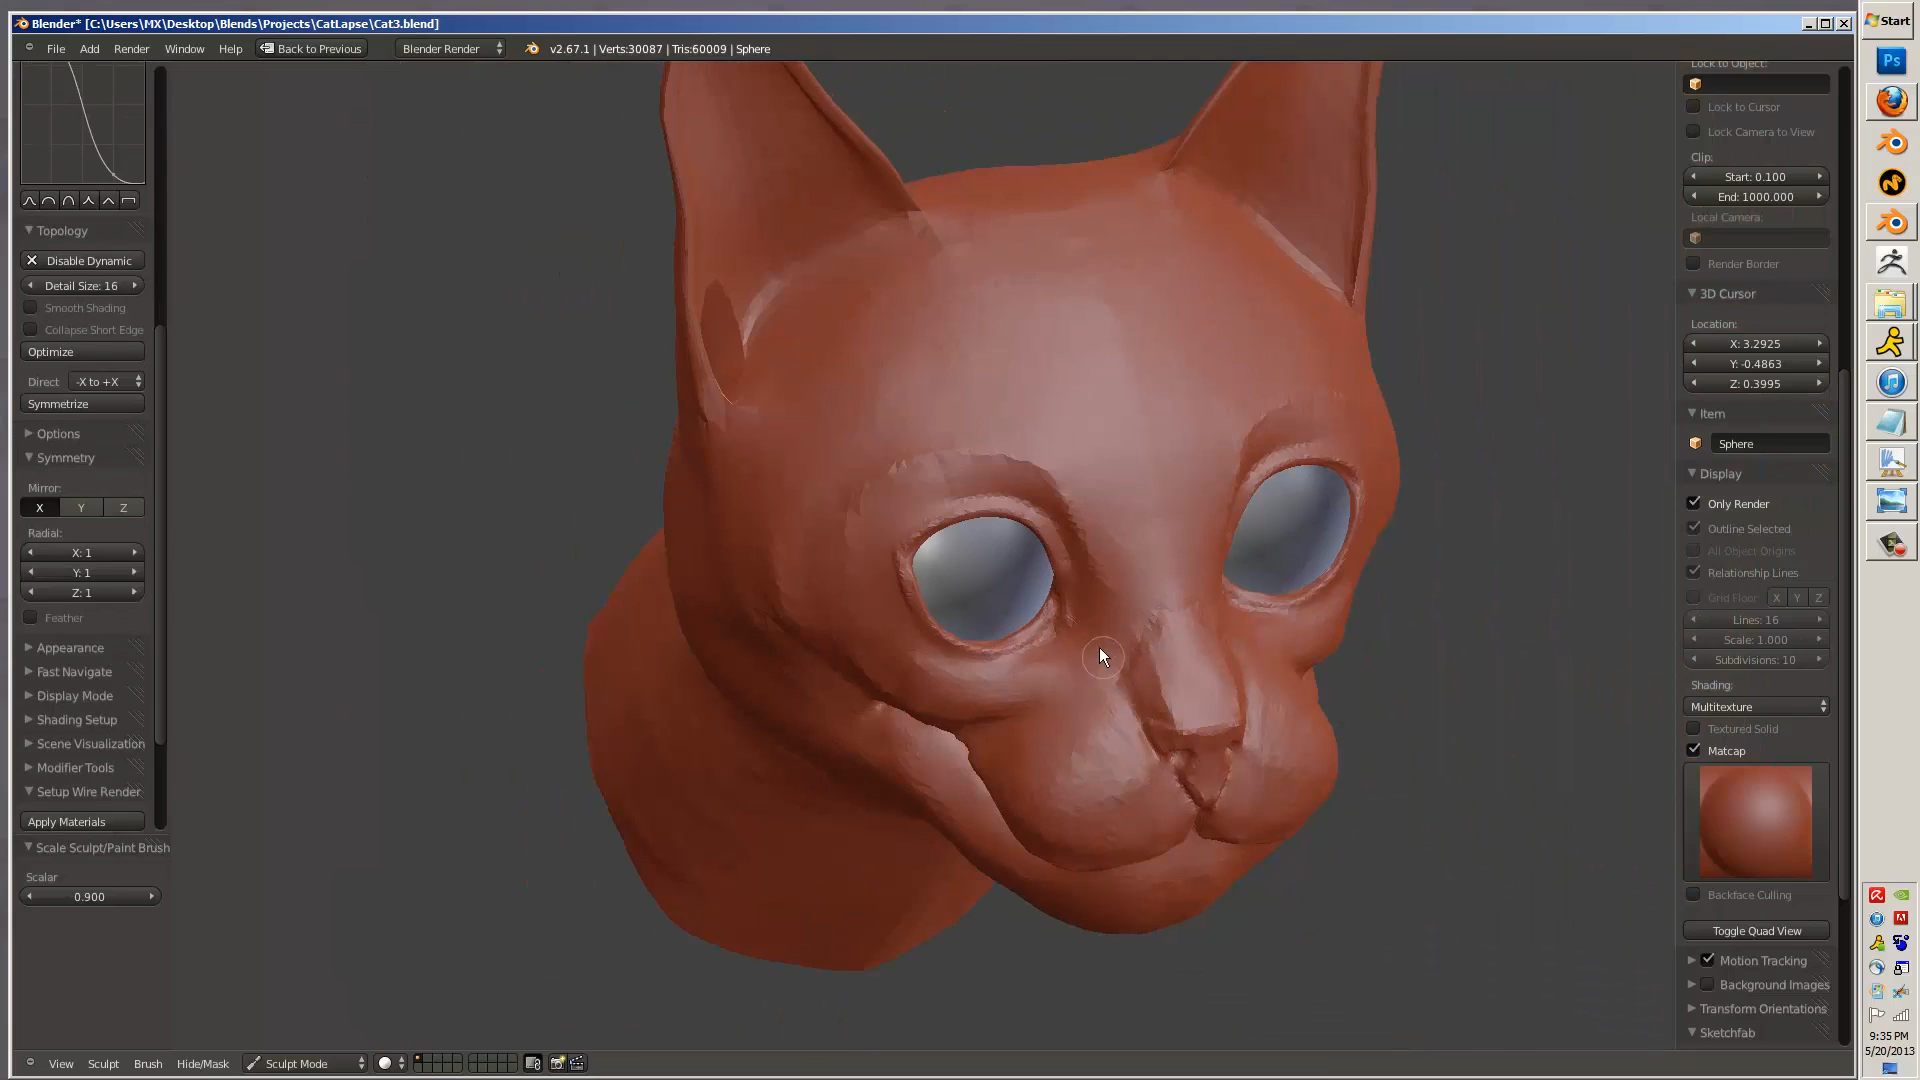 Blender* [C:\Users\MX\Desktop\Blends\Projects\CatLapse\Cat3.blend]
Start
File Add Render Window Help Back to Previous Blender Render v2.67.1 | Verts:30087 | Tris:60009 | Sphere
Ps
Topology
Disable Dynamic
Detail Size: 16
Smooth Shading
Collapse Short Edge
Optimize
Direct -X to +X
Symmetrize
Options
Symmetry
Mirror:
X Y Z
Radial:
X: 1
Y: 1
Z: 1
Feather
Appearance
Fast Navigate
Display Mode
Shading Setup
Scene Visualization
Modifier Tools
Setup Wire Render
Apply Materials
Scale Sculpt/Paint Brush
Scalar
0.900
Lock to Object:
Lock to Cursor
Lock Camera to View
Clip:
Start: 0.100
End: 1000.000
Local Camera:
Render Border
3D Cursor
Location:
X: 3.2925
Y: -0.4863
Z: 0.3995
Item
Sphere
Display
Only Render
Outline Selected
All Object Origins
Relationship Lines
Grid Floor X Y Z
Lines: 16
Scale: 1.000
Subdivisions: 10
Shading:
Multitexture
Textured Solid
Matcap
Backface Culling
Toggle Quad View
Motion Tracking
Background Images
Transform Orientations
Sketchfab
View Sculpt Brush Hide/Mask Sculpt Mode
9:35 PM
5/20/2013